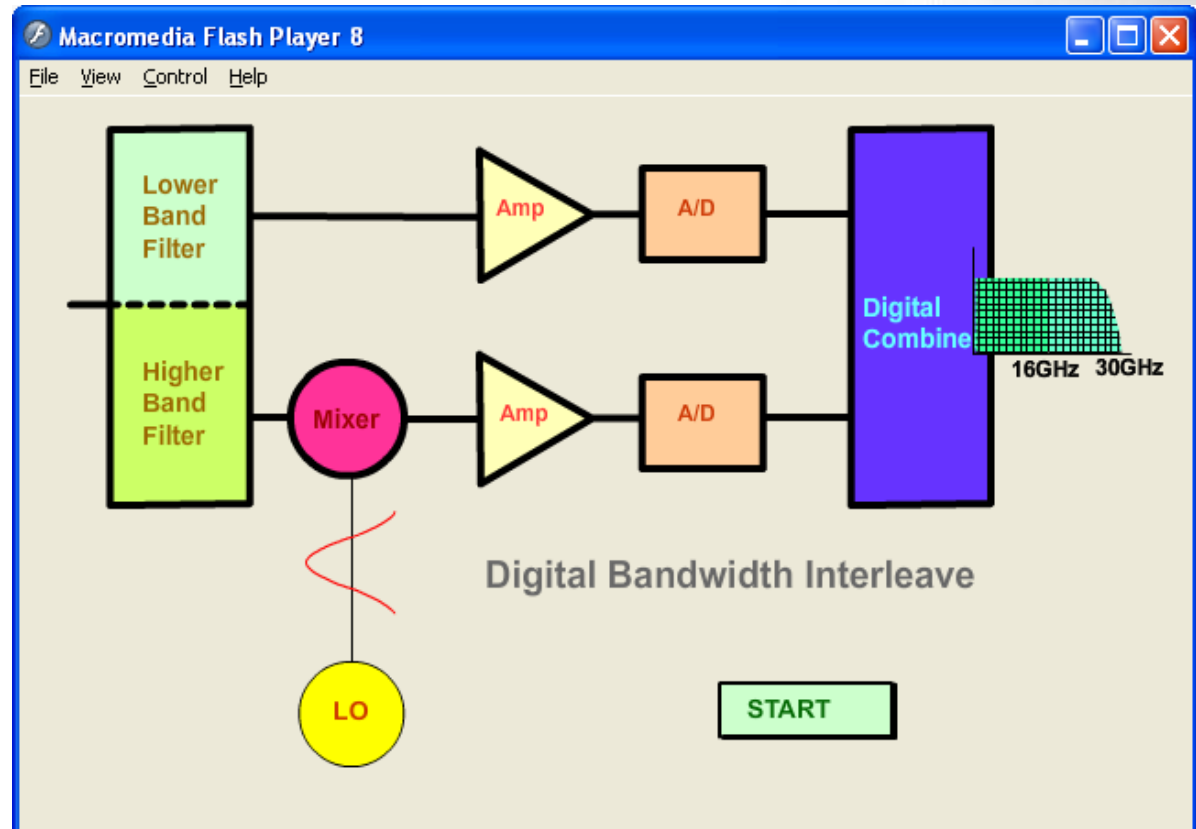 Macromedia Flash Player 8
File View Control Help
Lower
Band
Filter
Amp
A/D
Digital
Combine
16GHz 30GHz
Higher
Band
Filter
Mixer
Amp
A/D
Digital Bandwidth Interleave
LO
START